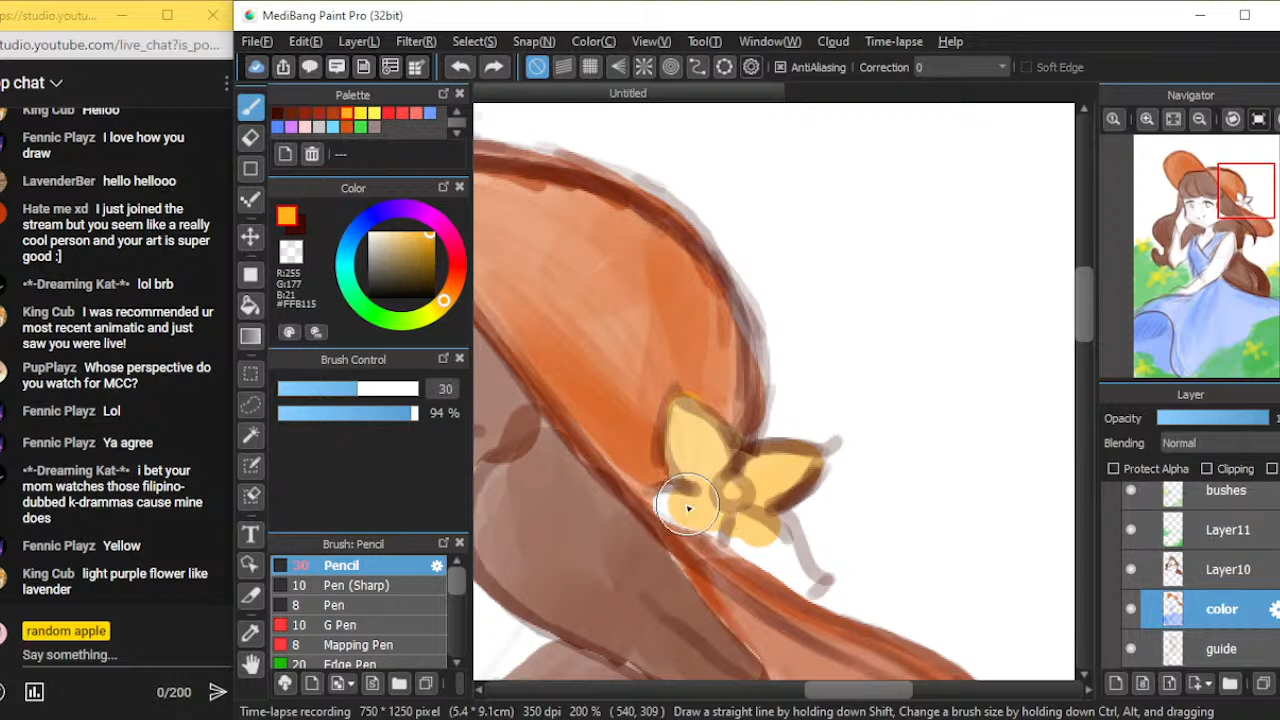 ps://studio.youtu...
MediBang Paint Pro (32bit)
studio.youtube.com/live_chat?is_po...
File(F) Edit(E) Layer(L) Filter(R) Select(S) Snap(N) Color(C) View(V) Tool(T) Window(W) Cloud Time-lapse Help
op chat
AntiAliasing Correction 0 Soft Edge
King Cub Helloo
Fennic Playz I love how you
draw
LavenderBer hello hellooo
Hate me xd I just joined the
stream but you seem like a really
cool person and your art is super
good :]
-*-Dreaming Kat-*- lol brb
King Cub I was recommended ur
most recent animatic and just
saw you were live!
PupPlayz Whose perspective do
you watch for MCC?
Fennic Playz Lol
Fennic Playz Ya agree
-*-Dreaming Kat-*- i bet your
mom watches those filipino-
dubbed k-drammas cause mine
does
Fennic Playz Yellow
King Cub light purple flower like
lavender
random apple
Say something...
0/200
Palette
---
Color
R:255
G:177
B:21
#FFB115
Brush Control
30
94 %
Brush: Pencil
30 Pencil
10 Pen (Sharp)
8 Pen
10 G Pen
8 Mapping Pen
20 Edge Pen
Untitled
Navigator
Layer
Opacity 1
Blending Normal
Protect Alpha Clipping
bushes
Layer11
Layer10
color
guide
Time-lapse recording 750 * 1250 pixel (5.4 * 9.1cm) 350 dpi 200 % ( 540, 309 ) Draw a straight line by holding down Shift, Change a brush size by holding down Ctrl, Alt, and dragging